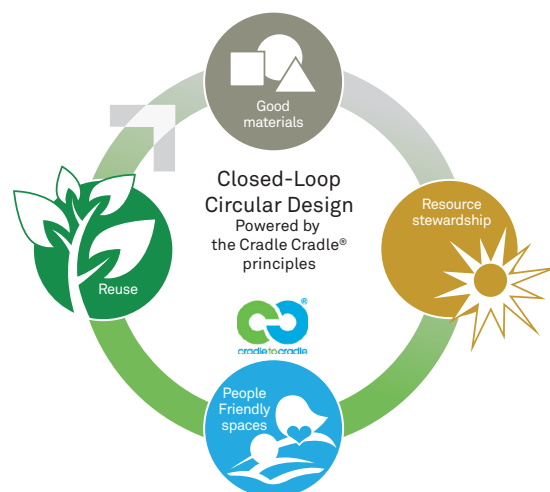 Good
materials
Closed-Loop
Circular Design
Powered by
the Cradle Cradle®
principles
Resource
stewardship
Reuse
®
cradletocradle
People
Friendly
spaces